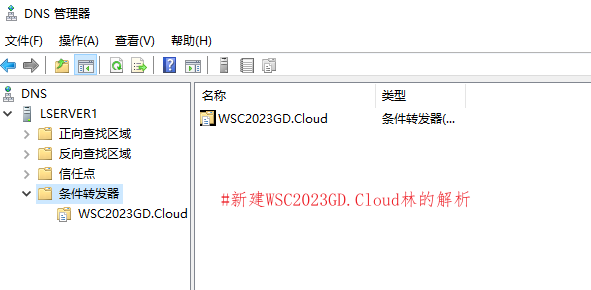 DNS 管理器
文件(F) 操作(A) 查看(V) 帮助(H)
DNS
LSERVER1
正向查找区域
反向查找区域
信任点
条件转发器
WSC2023GD.Cloud
名称 类型
WSC2023GD.Cloud 条件转发器(...
#新建WSC2023GD.Cloud林的解析